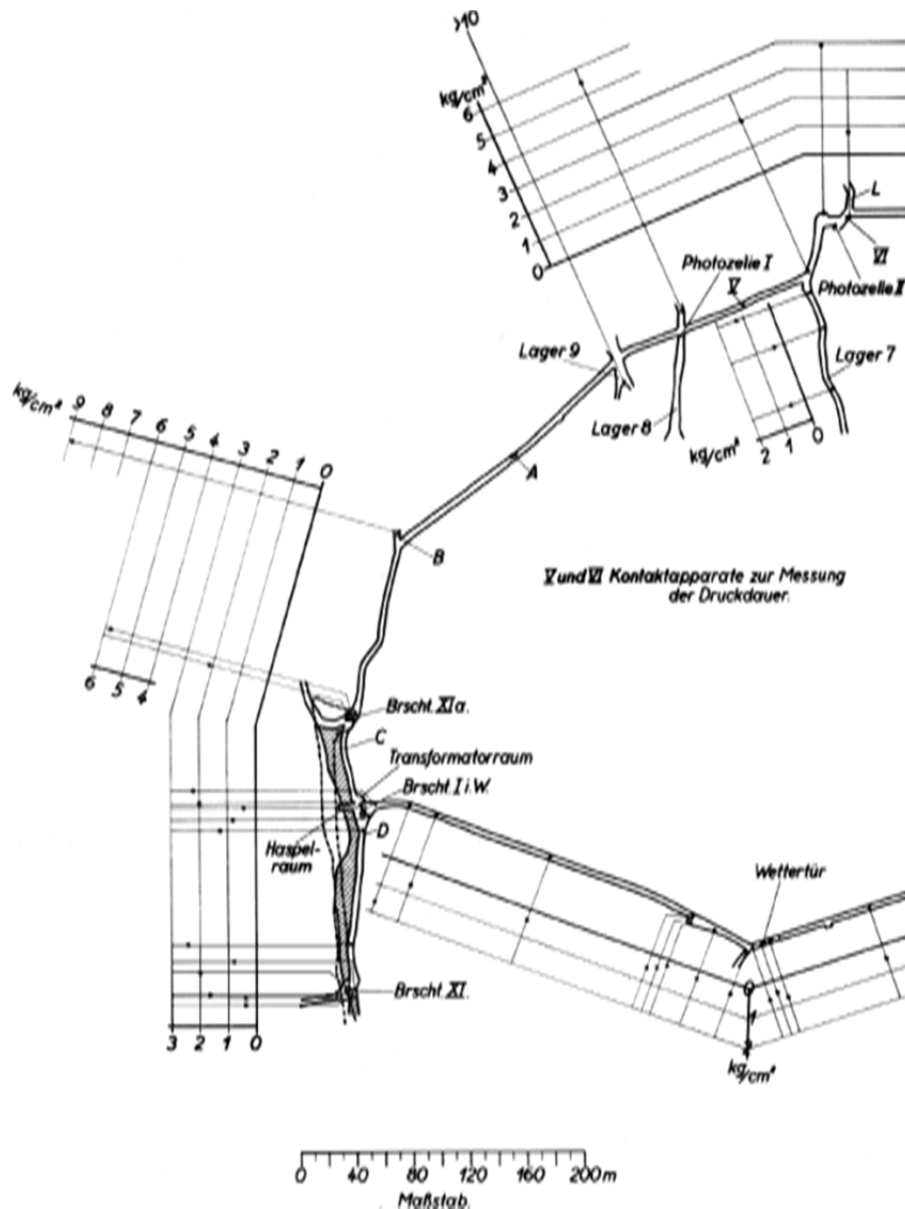 >10
kg/cm²
6
5
4
3
2
1
0
L
VI
Photozelle I
V
Photozelle II
Lager 9
Lager 7
Lager 8
kg/cm²
2
1
0
A
kg/cm²
9
8
7
6
5
4
3
2
1
0
B
V und VI Kontaktapparate zur Messung
der Druckdauer.
6
5
4
Brscht. XIa.
C
Transformatorraum
Brscht. I i. W.
D
Haspel-
raum
Wettertür
Brscht. XI.
0
1
2
kg/cm²
3
2
1
0
0
40
80
120
160
200 m
Maßstab.